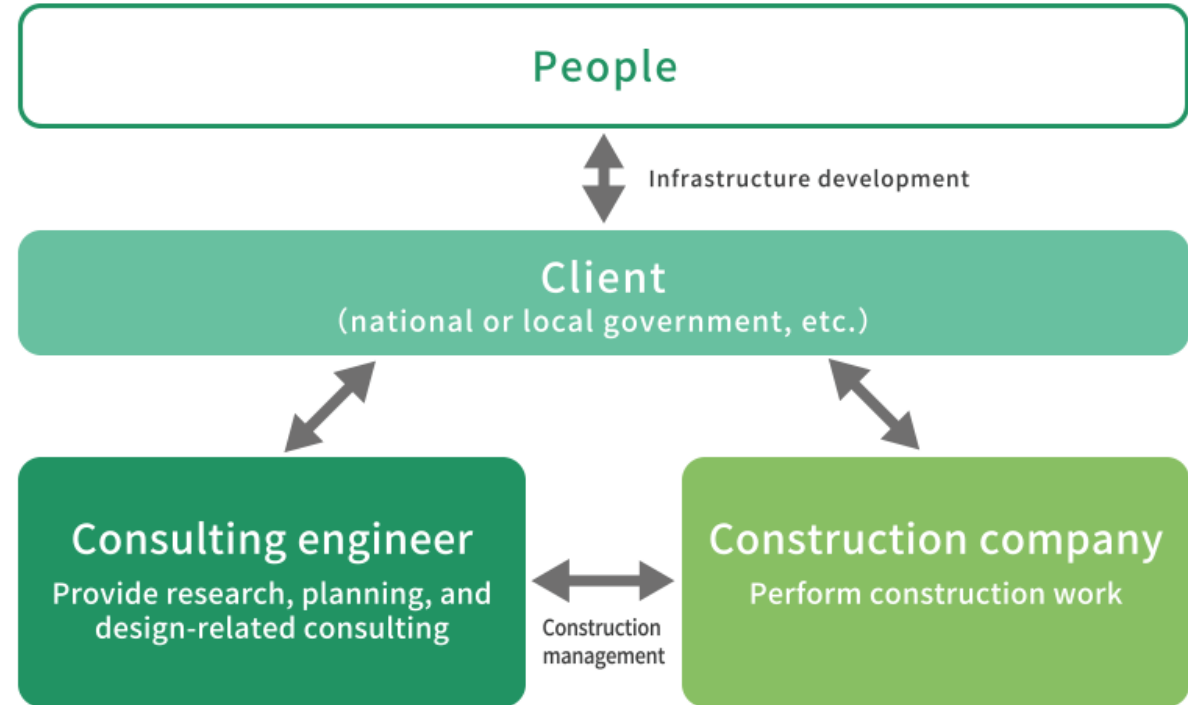 People
Infrastructure development
Client
（national or local government, etc.）
Consulting engineer
Provide research, planning, and
design-related consulting
Construction
management
Construction company
Perform construction work